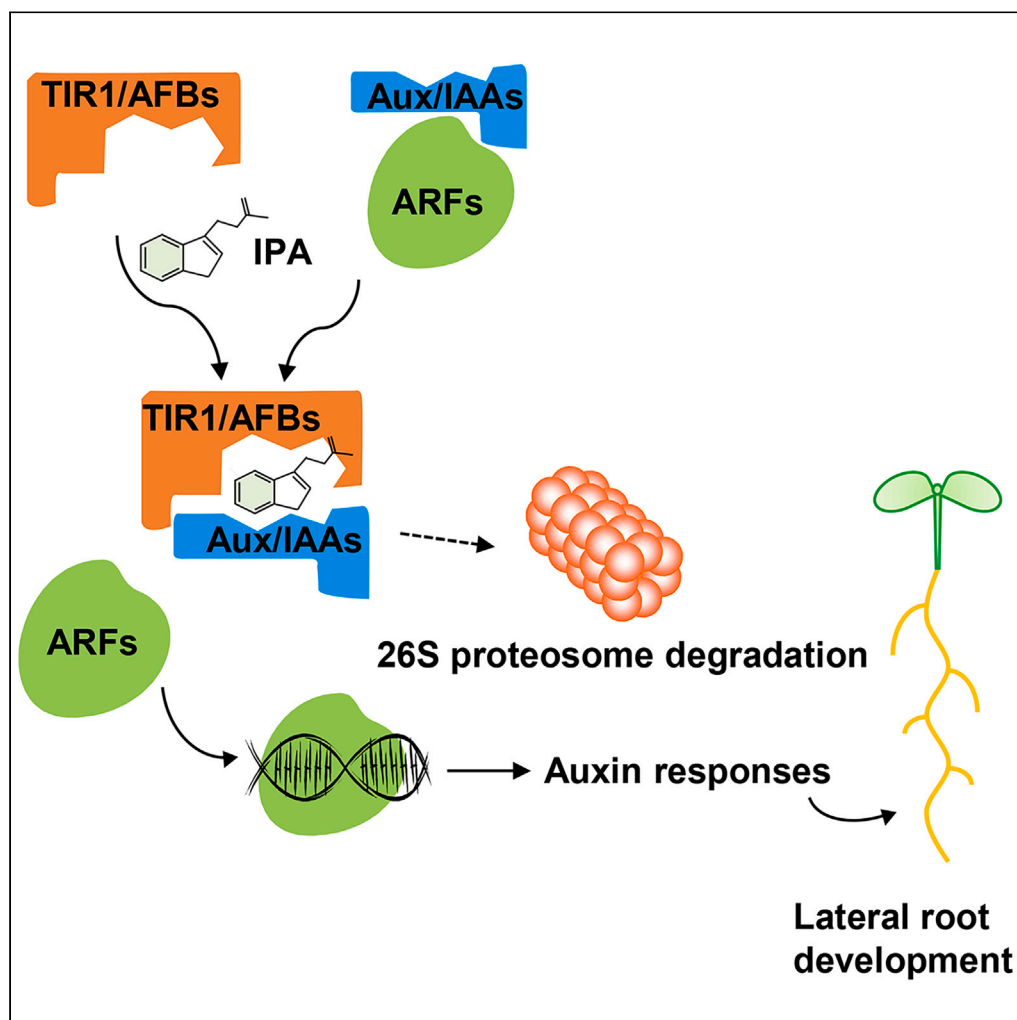 TIR1/AFBs
Aux/IAAs
ARFs
IPA
TIR1/AFBs
Aux/IAAs
ARFs
26S proteosome degradation
Auxin responses
Lateral root
development